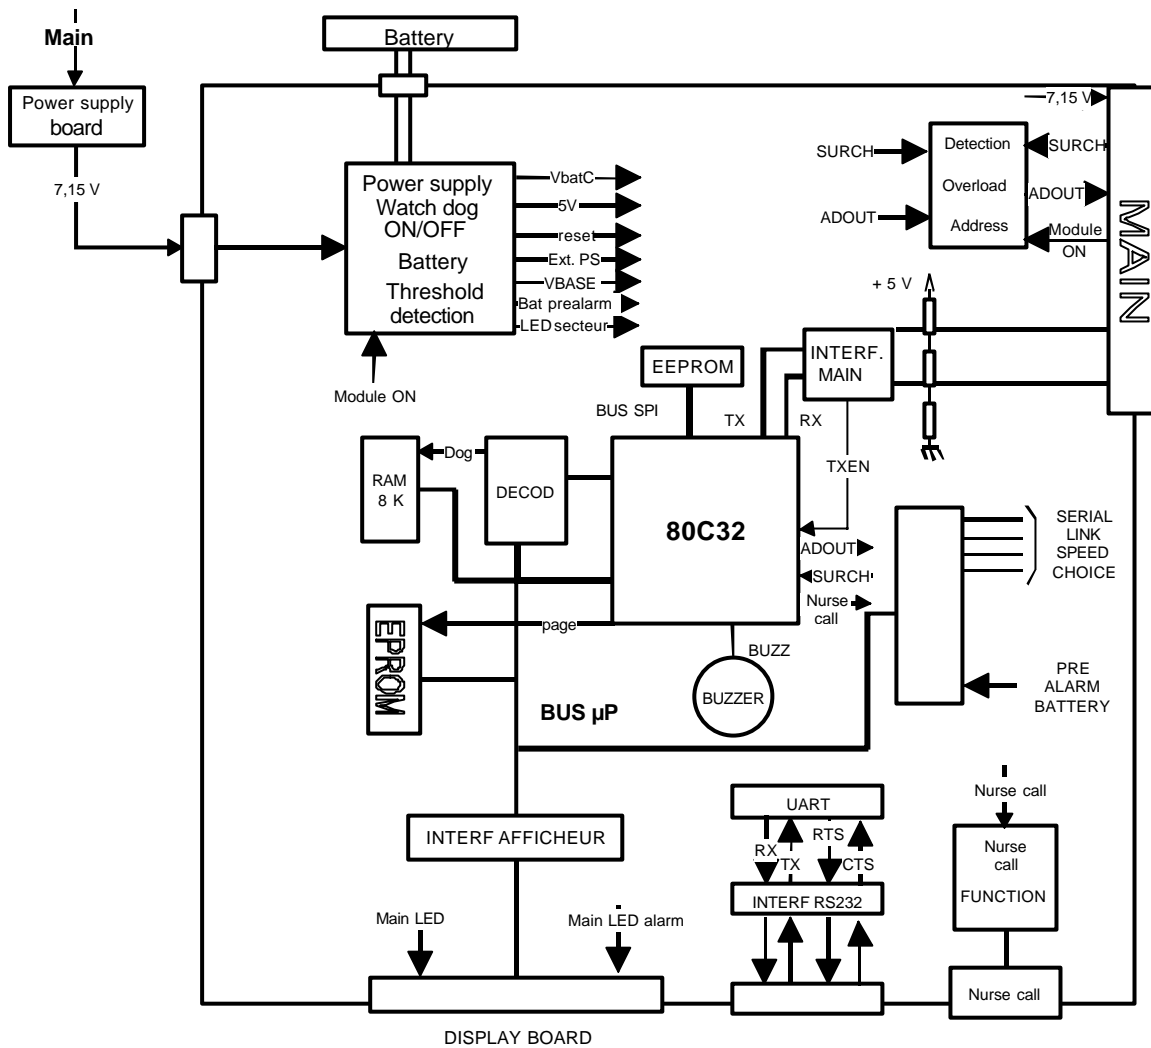 Main
Battery
Power supply
board
7,15 V
Power supply
Watch dog
ON/OFF
Battery
Threshold
detection
VbatC
5V
reset
Ext. PS
VBASE
Bat prealarm
LED secteur
Module ON
7,15 V
SURCH
ADOUT
Detection
Overload
Address
SURCH
ADOUT
Module
ON
MAIN
+ 5 V
INTERF.
MAIN
EEPROM
BUS SPI
TX
RX
TXEN
RAM
8 K
Dog
DECOD
80C32
ADOUT
SURCH
Nurse
call
SERIAL
LINK
SPEED
CHOICE
EPROM
page
BUZZ
BUZZER
PRE
ALARM
BATTERY
BUS µP
INTERF AFFICHEUR
UART
RX
TX
RTS
CTS
INTERF RS232
Nurse call
Nurse
call
FUNCTION
Main LED
Main LED alarm
Nurse call
DISPLAY BOARD